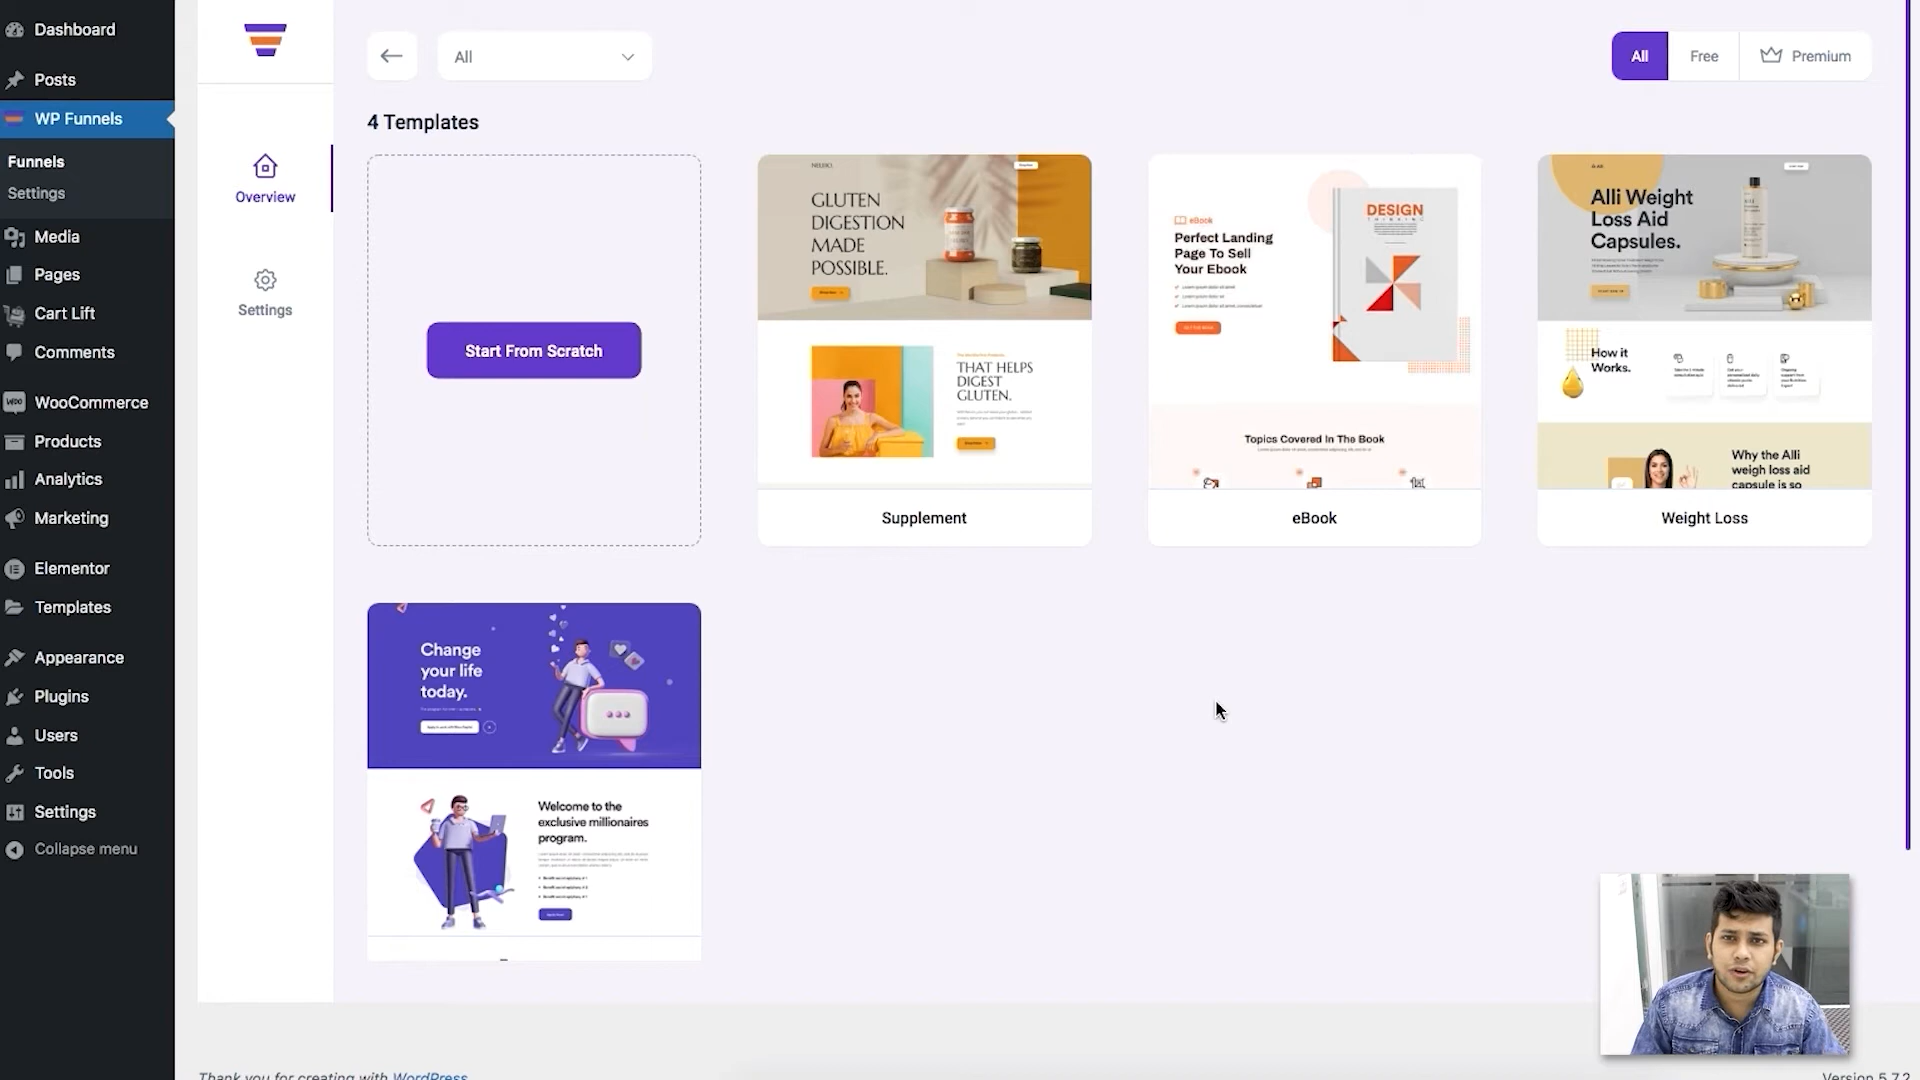 Dashboard
Posts
WP Funnels
Funnels
Settings
Media
Pages
Cart Lift
Comments
WooCommerce
Products
Analytics
Marketing
Elementor
Templates
Appearance
Plugins
Users
Tools
Settings
Collapse menu
Overview
Settings
All
All
Free
Premium
4 Templates
Start From Scratch
GLUTEN
DIGESTION
MADE
POSSIBLE.
THAT HELPS
DIGEST
GLUTEN.
Supplement
eBook
Perfect Landing
Page To Sell
Your Ebook
DESIGN
THINKING
Topics Covered In The Book
eBook
Alli Weight
Loss Aid
Capsules.
How it
Works.
Why the Alli
weigh loss aid
capsule is so
Weight Loss
Change
your life
today.
Welcome to the
exclusive millionaires
program.
Thank you for creating with WordPress
Version 5.7.2